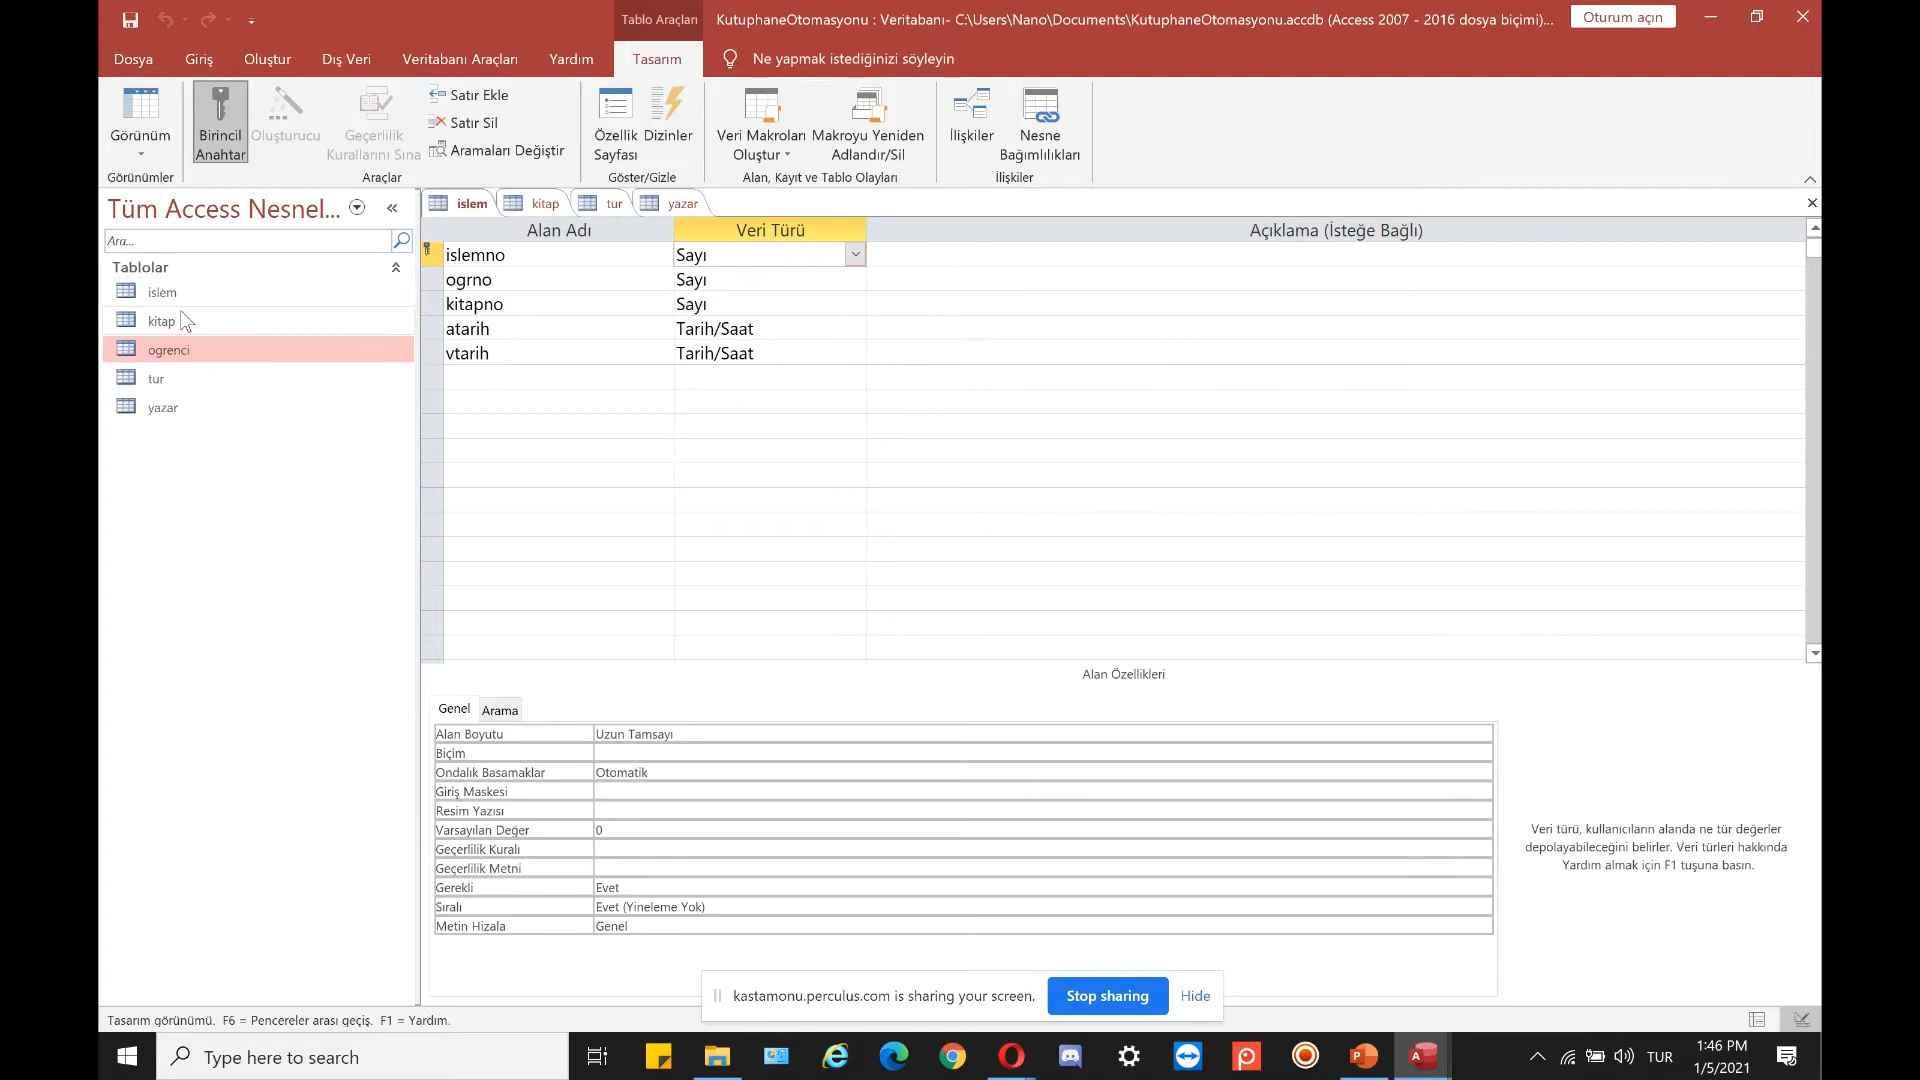 Tablo Araçları
KutuphaneOtomasyonu : Veritabanı- C:\Users\Nano\Documents\KutuphaneOtomasyonu.accdb (Access 2007 - 2016 dosya biçimi)...
Oturum açın
Dosya Giriş Oluştur Dış Veri Veritabanı Araçları Yardım Tasarım Ne yapmak istediğinizi söyleyin
Görünüm
Birincil Anahtar
Oluşturucu
Geçerlilik Kurallarını Sına
Satır Ekle
Satır Sil
Aramaları Değiştir
Özellik Sayfası
Dizinler
Veri Makroları Oluştur
Makroyu Yeniden Adlandır/Sil
İlişkiler
Nesne Bağımlılıkları
Görünümler Araçlar Göster/Gizle Alan, Kayıt ve Tablo Olayları İlişkiler
Tüm Access Nesnel...
Ara...
Tablolar
islem
kitap
ogrenci
tur
yazar
islem kitap tur yazar
Alan Adı Veri Türü Açıklama (İsteğe Bağlı)
islemno Sayı
ogrno Sayı
kitapno Sayı
atarih Tarih/Saat
vtarih Tarih/Saat
Alan Özellikleri
Genel Arama
Alan Boyutu Uzun Tamsayı
Biçim
Ondalık Basamaklar Otomatik
Giriş Maskesi
Resim Yazısı
Varsayılan Değer 0
Geçerlilik Kuralı
Geçerlilik Metni
Gerekli Evet
Sıralı Evet (Yineleme Yok)
Metin Hizala Genel
Veri türü, kullanıcıların alanda ne tür değerler
depolayabileceğini belirler. Veri türleri hakkında
Yardım almak için F1 tuşuna basın.
kastamonu.perculus.com is sharing your screen. Stop sharing Hide
Tasarım görünümü. F6 = Pencereler arası geçiş. F1 = Yardım.
Type here to search
TUR
1:46 PM
1/5/2021